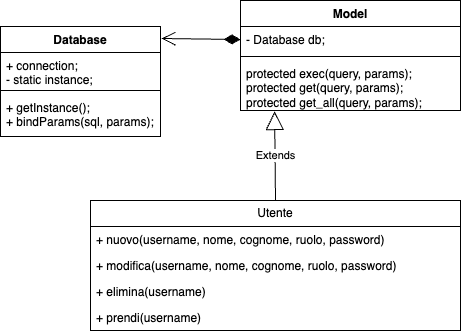 Database
+ connection;
- static instance;
+ getInstance();
+ bindParams(sql, params);
Model
- Database db;
protected exec(query, params);
protected get(query, params);
protected get_all(query, params);
Extends
Utente
+ nuovo(username, nome, cognome, ruolo, password)
+ modifica(username, nome, cognome, ruolo, password)
+ elimina(username)
+ prendi(username)